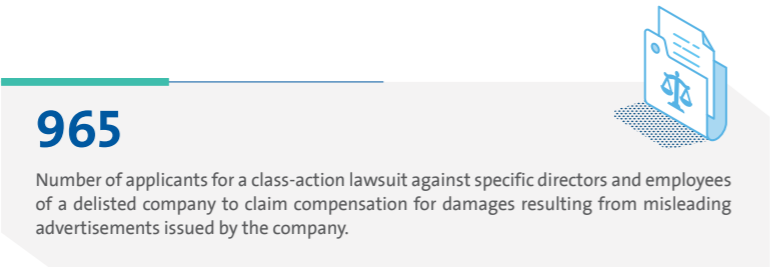 965
Number of applicants for a class-action lawsuit against specific directors and employees
of a delisted company to claim compensation for damages resulting from misleading
advertisements issued by the company.